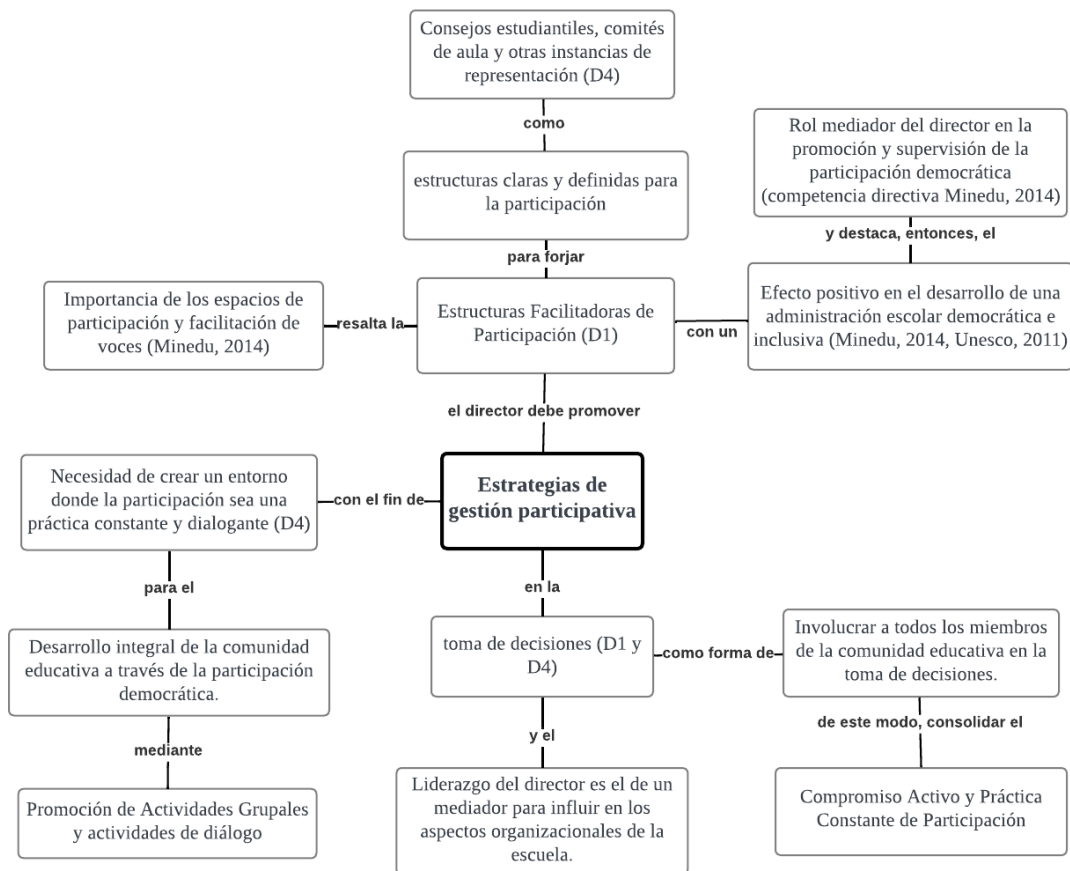 Consejos estudiantiles, comités
de aula y otras instancias de
representación (D4)
como
estructuras claras y definidas para
la participación
para forjar
Rol mediador del director en la
promoción y supervisión de la
participación democrática
(competencia directiva Minedu, 2014)
y destaca, entonces, el
Importancia de los espacios de
participación y facilitación de
voces (Minedu, 2014)
resalta la
Estructuras Facilitadoras de
Participación (D1)
con un
Efecto positivo en el desarrollo de una
administración escolar democrática e
inclusiva (Minedu, 2014, Unesco, 2011)
el director debe promover
Necesidad de crear un entorno
donde la participación sea una
práctica constante y dialogante (D4)
con el fin de
Estrategias de
gestión participativa
para el
en la
Desarrollo integral de la comunidad
educativa a través de la participación
democrática.
toma de decisiones (D1 y
D4)
como forma de
Involucrar a todos los miembros
de la comunidad educativa en la
toma de decisiones.
mediante
y el
de este modo, consolidar el
Promoción de Actividades Grupales
y actividades de diálogo
Liderazgo del director es el de un
mediador para influir en los
aspectos organizacionales de la
escuela.
Compromiso Activo y Práctica
Constante de Participación